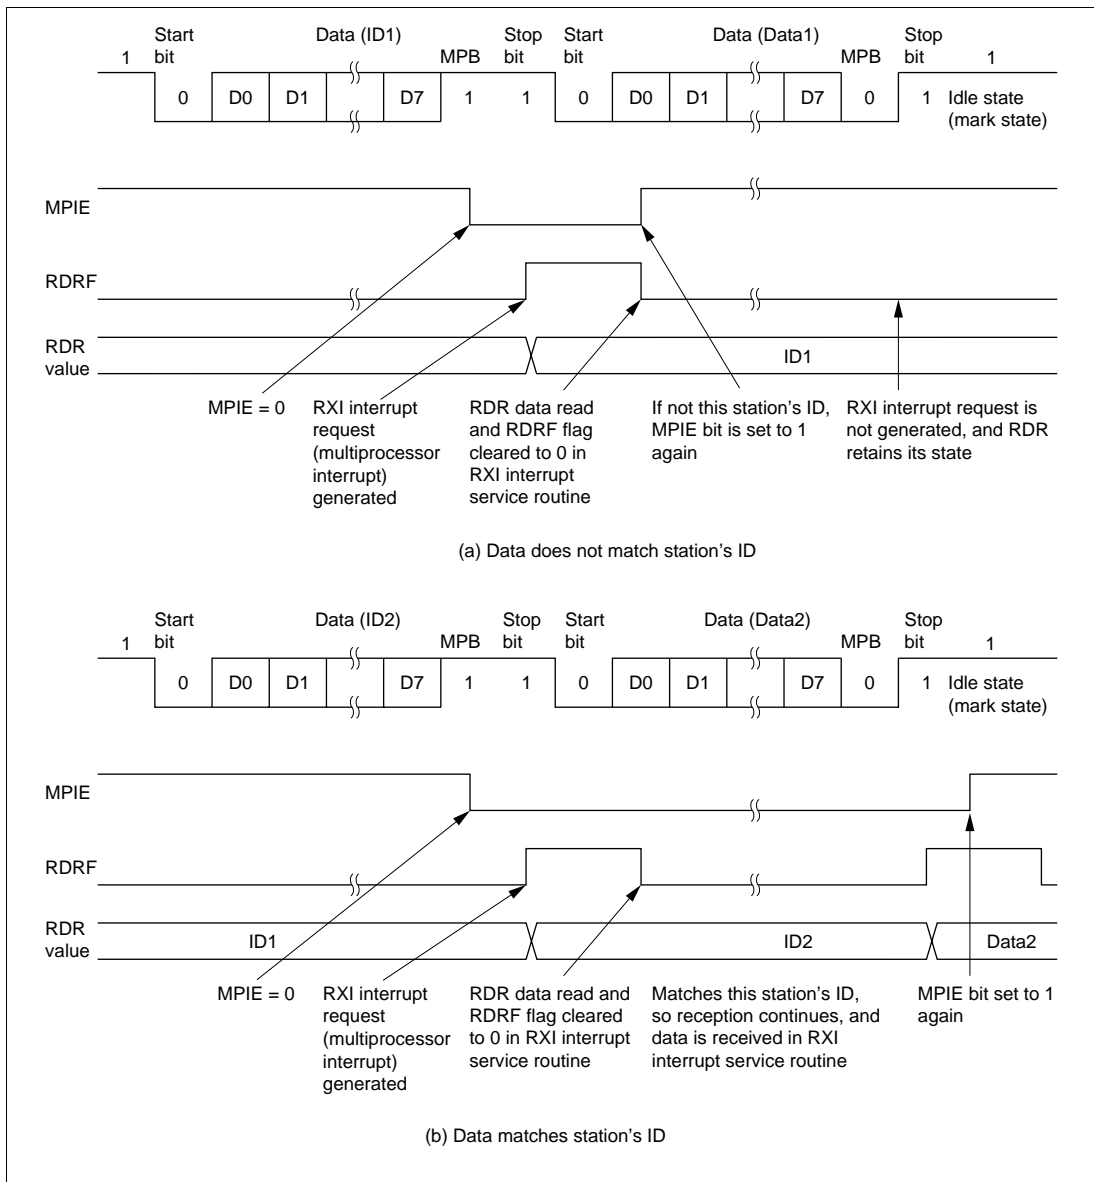 Start bit
Data (ID1)
Stop bit
Start bit
Data (Data1)
Stop bit
1
MPB
MPB
1
0
D0
D1
D7
1
1
0
D0
D1
D7
0
1
Idle state (mark state)
MPIE
RDRF
RDR value
ID1
MPIE = 0
RXI interrupt
request
(multiprocessor
interrupt)
generated
RDR data read
and RDRF flag
cleared to 0 in
RXI interrupt
service routine
If not this station's ID,
MPIE bit is set to 1
again
RXI interrupt request is
not generated, and RDR
retains its state
(a) Data does not match station's ID
Start bit
Data (ID2)
Stop bit
Start bit
Data (Data2)
Stop bit
1
MPB
MPB
1
0
D0
D1
D7
1
1
0
D0
D1
D7
0
1
Idle state (mark state)
MPIE
RDRF
RDR value
ID1
ID2
Data2
MPIE = 0
RXI interrupt
request
(multiprocessor
interrupt)
generated
RDR data read and
RDRF flag cleared
to 0 in RXI interrupt
service routine
Matches this station's ID,
so reception continues, and
data is received in RXI
interrupt service routine
MPIE bit set to 1
again
(b) Data matches station's ID